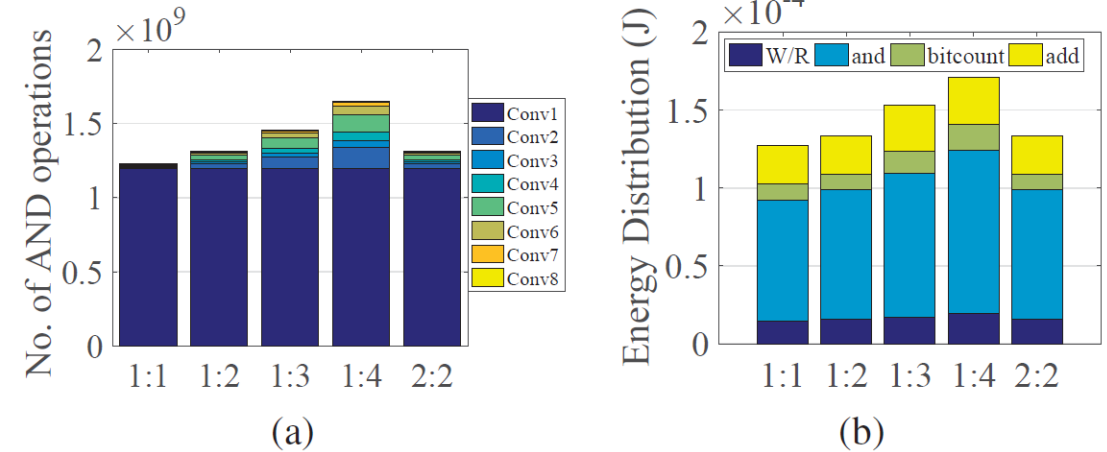 ×10⁹
2
1.5
1
0.5
0
No. of AND operations
Conv1
Conv2
Conv3
Conv4
Conv5
Conv6
Conv7
Conv8
1:1 1:2 1:3 1:4 2:2
(a)
×10⁻⁴
2
1.5
1
0.5
0
Energy Distribution (J)
W/R and bitcount add
1:1 1:2 1:3 1:4 2:2
(b)